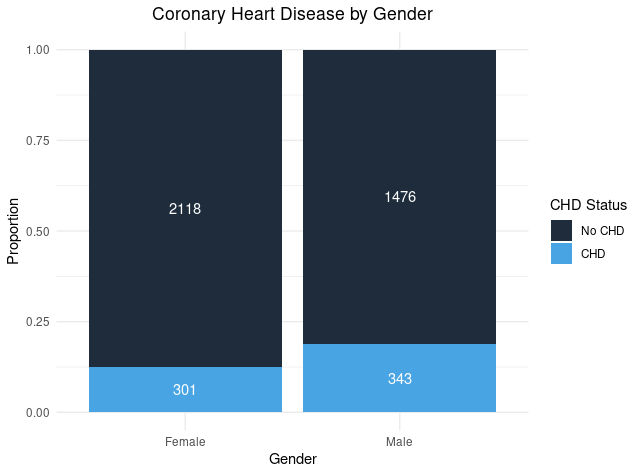 Coronary Heart Disease by Gender
Proportion
1.00
0.75
0.50
0.25
0.00
2118
301
1476
343
Female
Male
Gender
CHD Status
No CHD
CHD